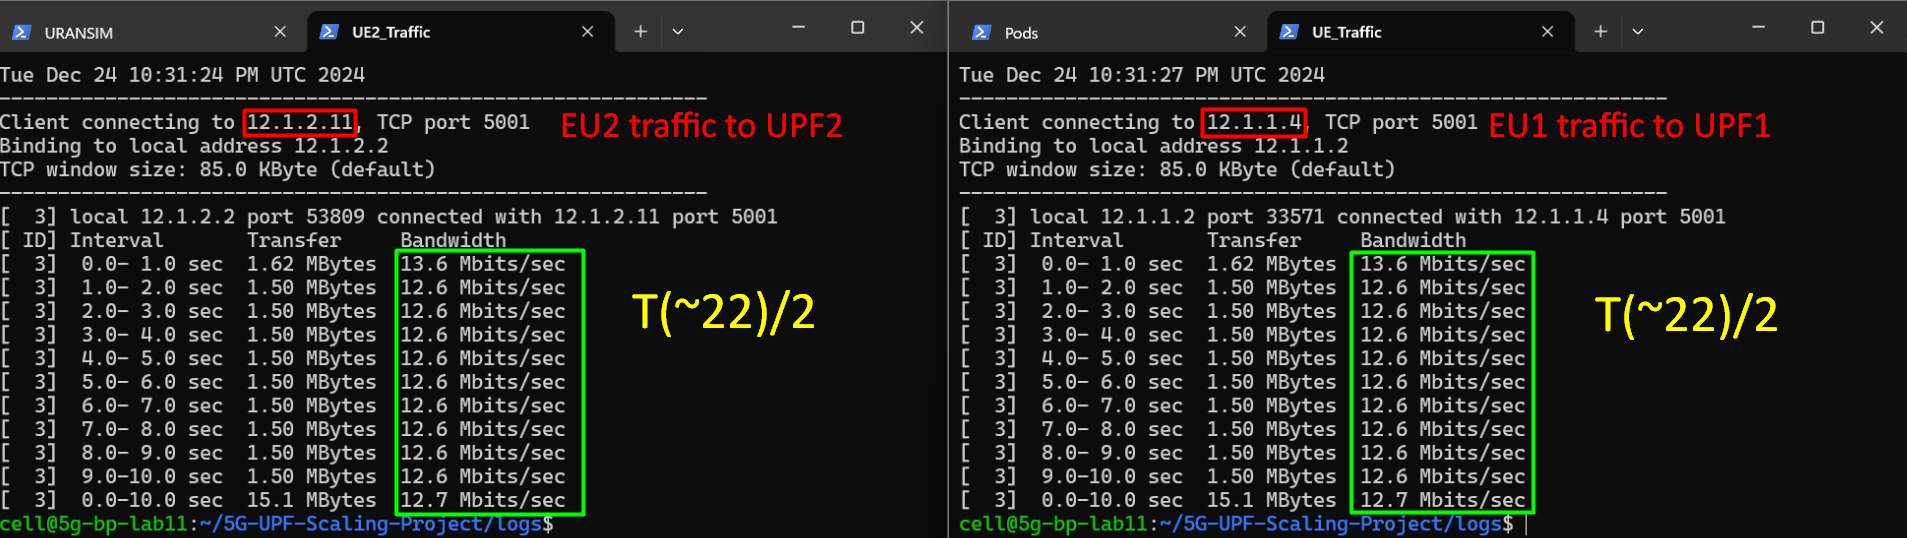 URANSIM
UE2_Traffic
Tue Dec 24 10:31:24 PM UTC 2024
------------------------------------------------------------
Client connecting to 12.1.2.11, TCP port 5001
EU2 traffic to UPF2
Binding to local address 12.1.2.2
TCP window size: 85.0 KByte (default)
------------------------------------------------------------
[  3] local 12.1.2.2 port 53809 connected with 12.1.2.11 port 5001
[ ID] Interval       Transfer     Bandwidth
[  3]  0.0- 1.0 sec  1.62 MBytes  13.6 Mbits/sec
[  3]  1.0- 2.0 sec  1.50 MBytes  12.6 Mbits/sec
[  3]  2.0- 3.0 sec  1.50 MBytes  12.6 Mbits/sec
[  3]  3.0- 4.0 sec  1.50 MBytes  12.6 Mbits/sec
[  3]  4.0- 5.0 sec  1.50 MBytes  12.6 Mbits/sec
[  3]  5.0- 6.0 sec  1.50 MBytes  12.6 Mbits/sec
[  3]  6.0- 7.0 sec  1.50 MBytes  12.6 Mbits/sec
[  3]  7.0- 8.0 sec  1.50 MBytes  12.6 Mbits/sec
[  3]  8.0- 9.0 sec  1.50 MBytes  12.6 Mbits/sec
[  3]  9.0-10.0 sec  1.50 MBytes  12.6 Mbits/sec
[  3]  0.0-10.0 sec  15.1 MBytes  12.7 Mbits/sec
T(~22)/2
cell@5g-bp-lab11:~/5G-UPF-Scaling-Project/logs$
Pods
UE_Traffic
Tue Dec 24 10:31:27 PM UTC 2024
------------------------------------------------------------
Client connecting to 12.1.1.4, TCP port 5001
EU1 traffic to UPF1
Binding to local address 12.1.1.2
TCP window size: 85.0 KByte (default)
------------------------------------------------------------
[  3] local 12.1.1.2 port 33571 connected with 12.1.1.4 port 5001
[ ID] Interval       Transfer     Bandwidth
[  3]  0.0- 1.0 sec  1.62 MBytes  13.6 Mbits/sec
[  3]  1.0- 2.0 sec  1.50 MBytes  12.6 Mbits/sec
[  3]  2.0- 3.0 sec  1.50 MBytes  12.6 Mbits/sec
[  3]  3.0- 4.0 sec  1.50 MBytes  12.6 Mbits/sec
[  3]  4.0- 5.0 sec  1.50 MBytes  12.6 Mbits/sec
[  3]  5.0- 6.0 sec  1.50 MBytes  12.6 Mbits/sec
[  3]  6.0- 7.0 sec  1.50 MBytes  12.6 Mbits/sec
[  3]  7.0- 8.0 sec  1.50 MBytes  12.6 Mbits/sec
[  3]  8.0- 9.0 sec  1.50 MBytes  12.6 Mbits/sec
[  3]  9.0-10.0 sec  1.50 MBytes  12.6 Mbits/sec
[  3]  0.0-10.0 sec  15.1 MBytes  12.7 Mbits/sec
T(~22)/2
cell@5g-bp-lab11:~/5G-UPF-Scaling-Project/logs$